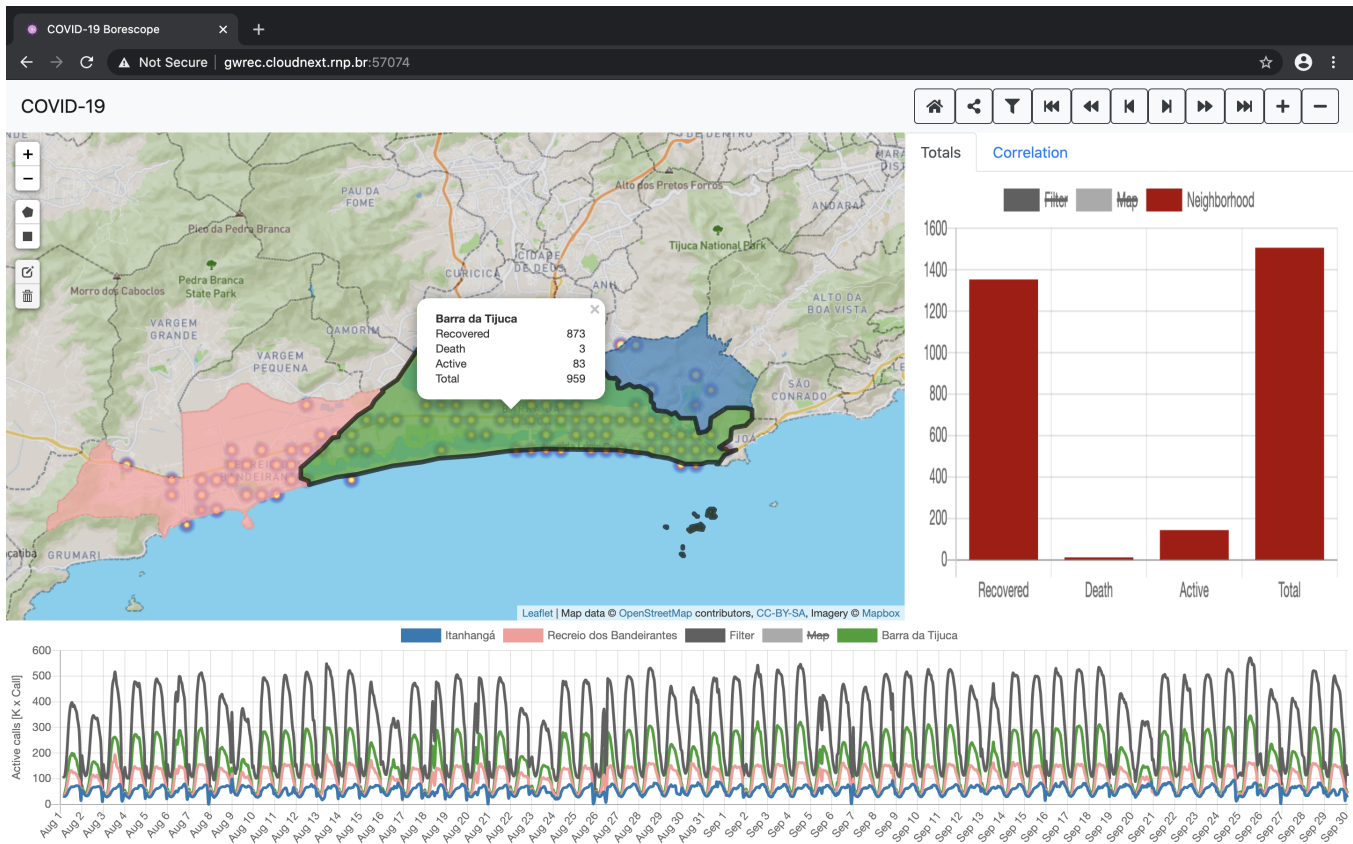 COVID-19 Borescope
Not Secure | gwrec.cloudnext.rnp.br:57074
COVID-19
+
−
PAU DA
FOME
Pico da Pedra Branca
Morro dos Caboclos
Pedra Branca
State Park
VARGEM
GRANDE
VARGEM
PEQUENA
CAMORIM
CURICICA
CIDADE
DE DEUS
ANIL
Alto dos Pretos Forros
ANDARAÍ
Tijuca National Park
ALTO DA
BOA VISTA
SÃO
CONRADO
JOÁ
GRUMARI
Barra da Tijuca
Recovered 873
Death 3
Active 83
Total 959
Leaflet | Map data © OpenStreetMap contributors, CC-BY-SA, Imagery © Mapbox
Totals
Correlation
Filter Map Neighborhood
1600
1400
1200
1000
800
600
400
200
0
Recovered Death Active Total
Itanhangá Recreio dos Bandeirantes Filter Map Barra da Tijuca
Active calls [K x Call]
600
500
400
300
200
100
0
Aug 1 Aug 2 Aug 3 Aug 4 Aug 5 Aug 6 Aug 7 Aug 8 Aug 9 Aug 10 Aug 11 Aug 12 Aug 13 Aug 14 Aug 15 Aug 16 Aug 17 Aug 18 Aug 19 Aug 20 Aug 21 Aug 22 Aug 23 Aug 24 Aug 25 Aug 26 Aug 27 Aug 28 Aug 29 Aug 30 Aug 31 Sep 1 Sep 2 Sep 3 Sep 4 Sep 5 Sep 6 Sep 7 Sep 8 Sep 9 Sep 10 Sep 11 Sep 12 Sep 13 Sep 14 Sep 15 Sep 16 Sep 17 Sep 18 Sep 19 Sep 20 Sep 21 Sep 22 Sep 23 Sep 24 Sep 25 Sep 26 Sep 27 Sep 28 Sep 29 Sep 30